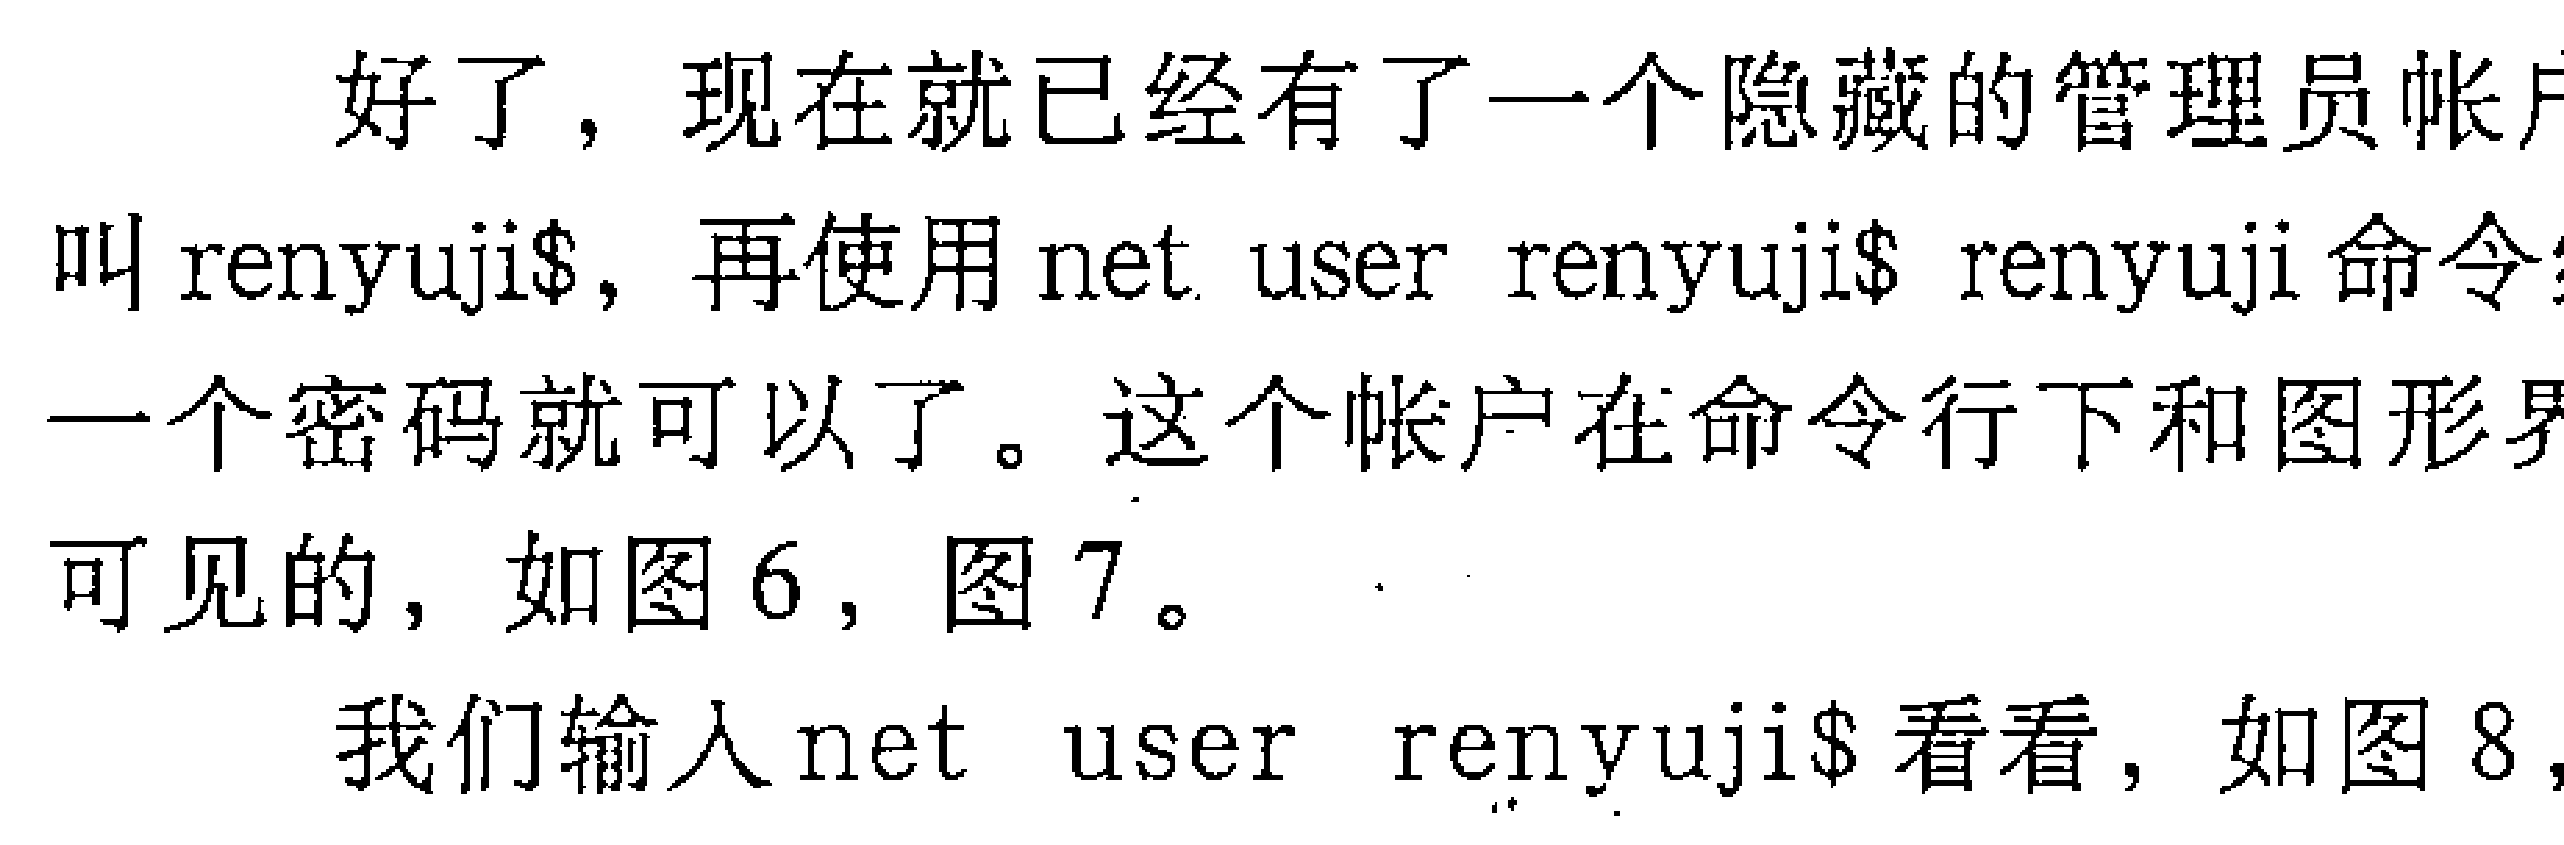 好了，现在就已经有了一个隐藏的管理员帐户
叫 renyuji$，再使用 net user renyuji$ renyuji 命令
一个密码就可以了。这个帐户在命令行下和图形界
可见的，如图 6，图 7。
我们输入 net user renyuji$ 看看，如图 8，